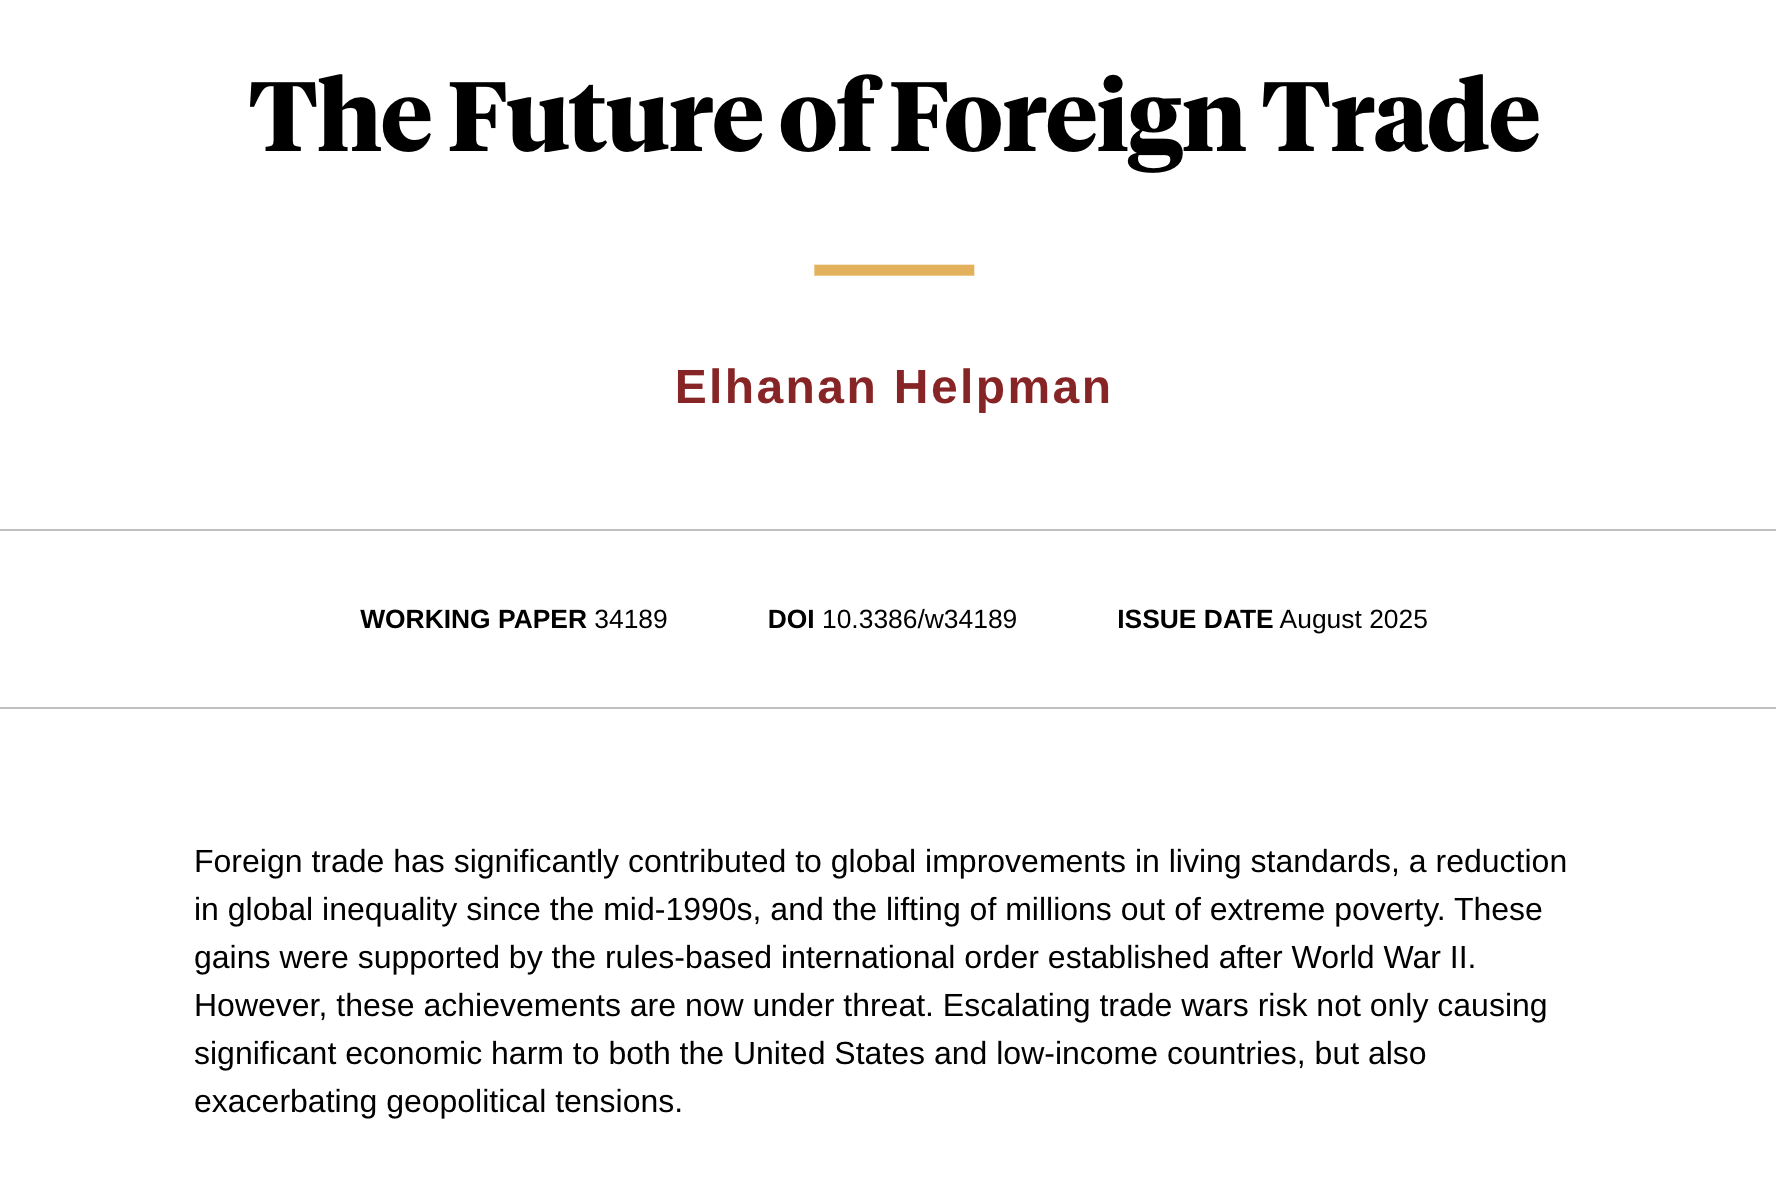 The Future of Foreign Trade
Elhanan Helpman
WORKING PAPER 34189 DOI 10.3386/w34189 ISSUE DATE August 2025
Foreign trade has significantly contributed to global improvements in living standards, a reduction
in global inequality since the mid-1990s, and the lifting of millions out of extreme poverty. These
gains were supported by the rules-based international order established after World War II.
However, these achievements are now under threat. Escalating trade wars risk not only causing
significant economic harm to both the United States and low-income countries, but also
exacerbating geopolitical tensions.